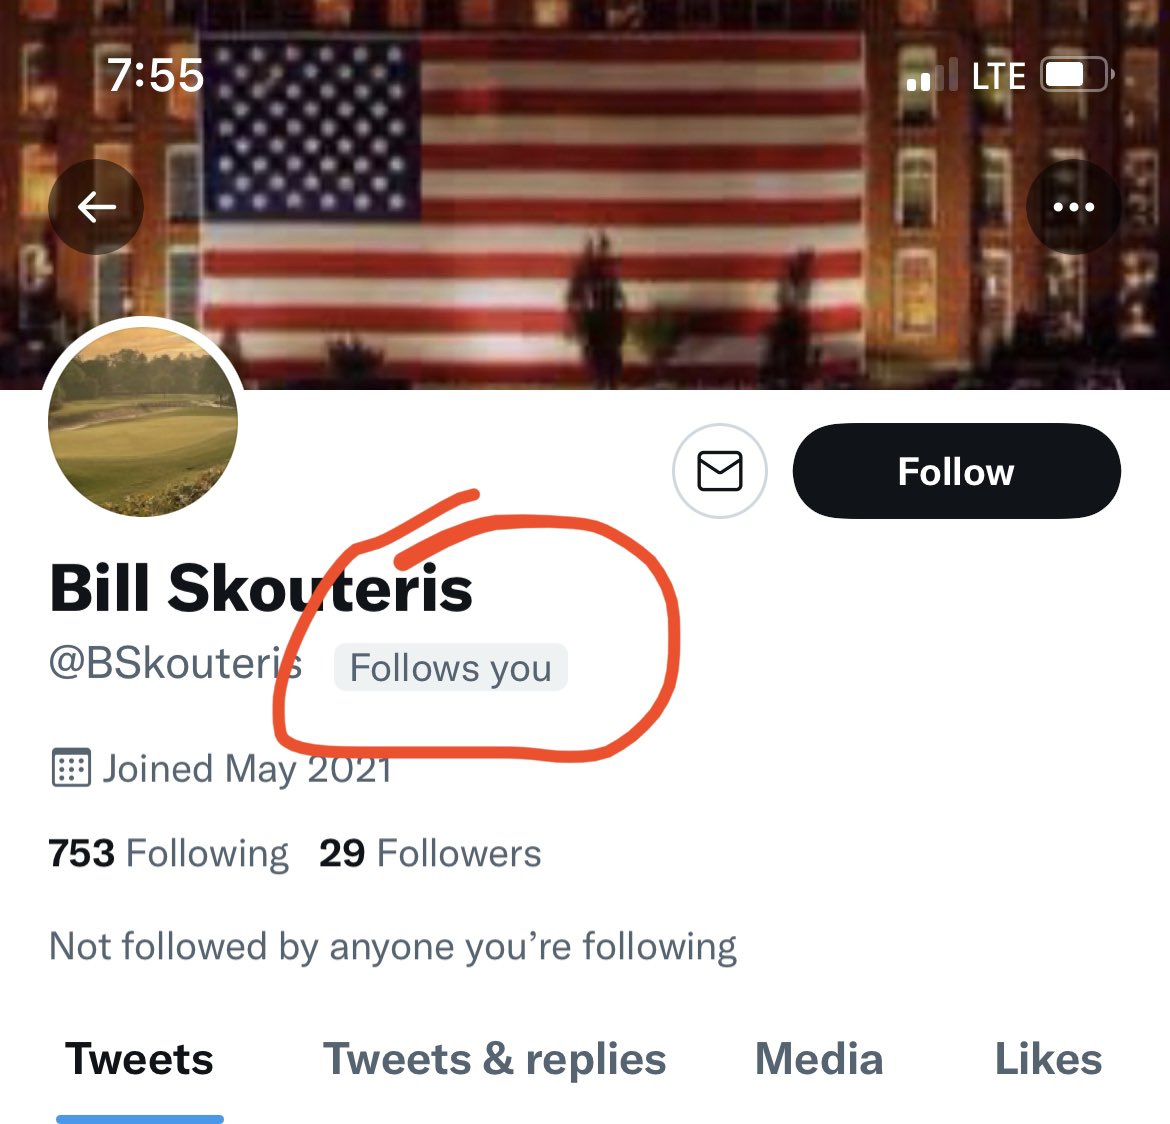 7:55 LTE
Follow
Bill Skouteris
@BSkouteris Follows you
Joined May 2021
753 Following 29 Followers
Not followed by anyone you’re following
Tweets Tweets & replies Media Likes